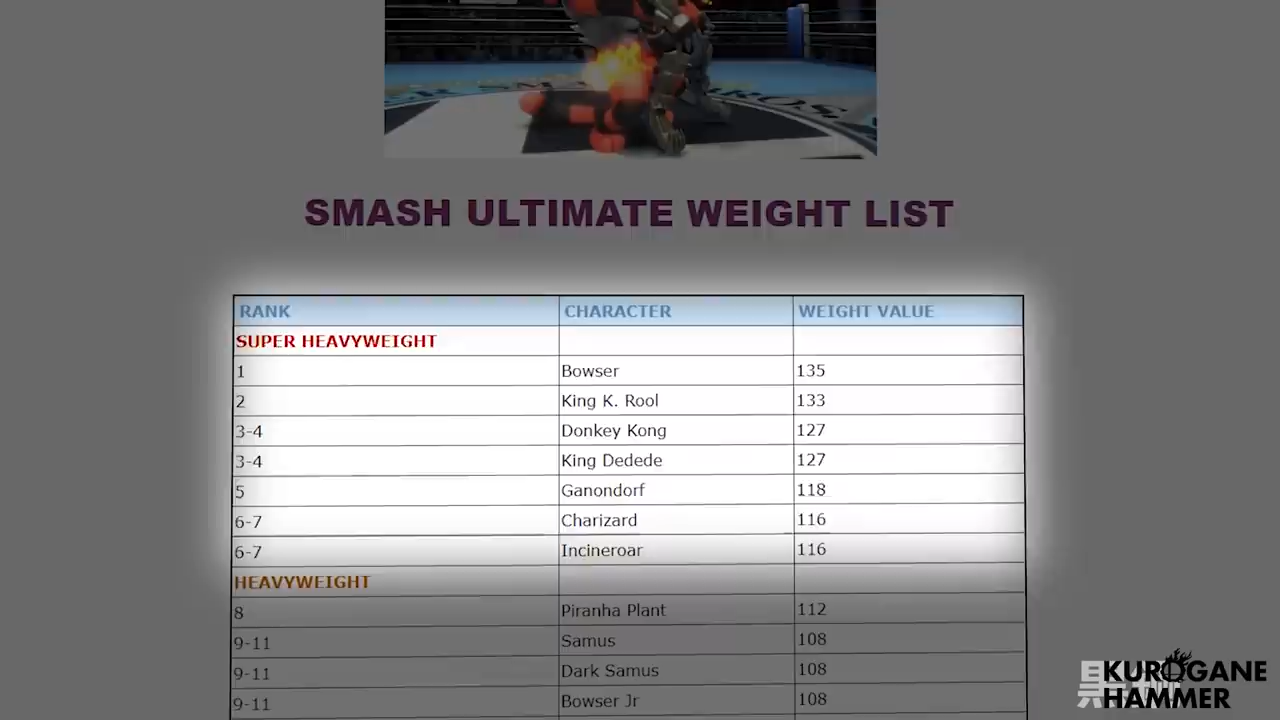 SMASH ULTIMATE WEIGHT LIST
RANK CHARACTER WEIGHT VALUE
SUPER HEAVYWEIGHT
1 Bowser 135
2 King K. Rool 133
3-4 Donkey Kong 127
3-4 King Dedede 127
5 Ganondorf 118
6-7 Charizard 116
6-7 Incineroar 116
HEAVYWEIGHT
8 Piranha Plant 112
9-11 Samus 108
9-11 Dark Samus 108
9-11 Bowser Jr 108
KUROGANE
HAMMER